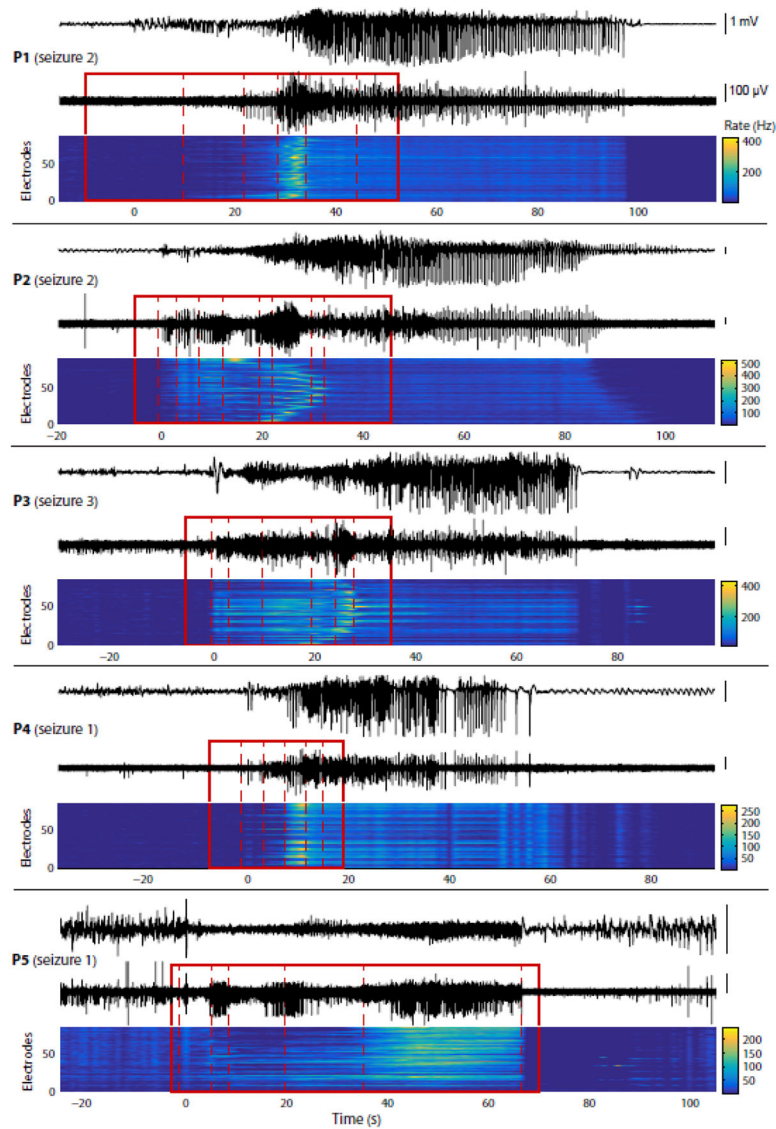 1 mV
P1 (seizure 2)
100 µV
Rate (Hz)
Electrodes
50
0
400
200
0 20 40 60 80 100
P2 (seizure 2)
Electrodes
50
0
500
400
300
200
100
-20 0 20 40 60 80 100
P3 (seizure 3)
Electrodes
50
0
400
200
−20 0 20 40 60 80
P4 (seizure 1)
Electrodes
50
0
250
200
150
100
50
−20 0 20 40 60 80
P5 (seizure 1)
Electrodes
50
0
200
150
100
50
−20 0 20 40 60 80 100
Time (s)